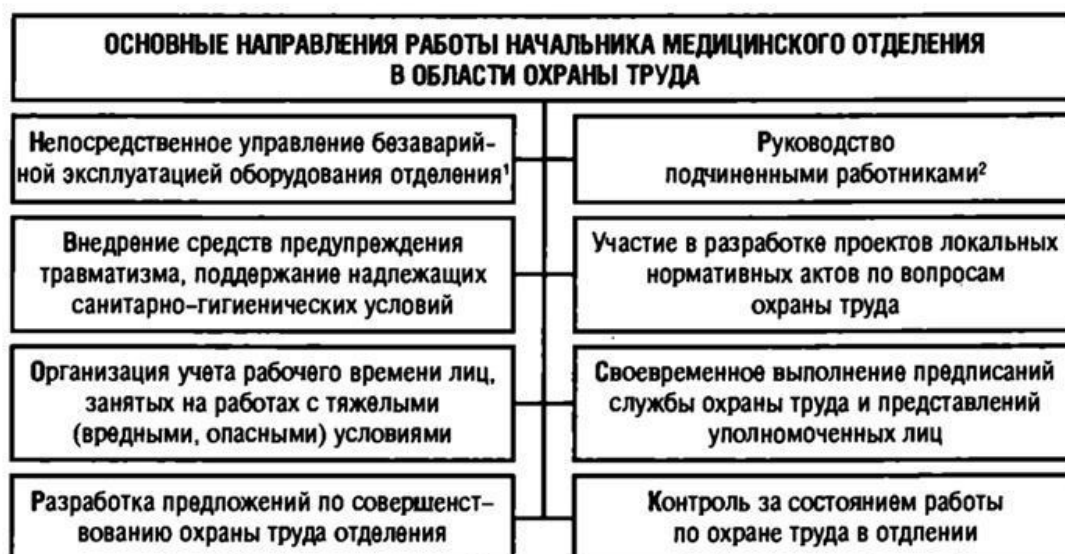 ОСНОВНЫЕ НАПРАВЛЕНИЯ РАБОТЫ НАЧАЛЬНИКА МЕДИЦИНСКОГО ОТДЕЛЕНИЯ
В ОБЛАСТИ ОХРАНЫ ТРУДА
Непосредственное управление безаварий-
ной эксплуатацией оборудования отделения¹
Руководство
подчиненными работниками²
Внедрение средств предупреждения
травматизма, поддержание надлежащих
санитарно-гигиенических условий
Участие в разработке проектов локальных
нормативных актов по вопросам
охраны труда
Организация учета рабочего времени лиц,
занятых на работах с тяжелыми
(вредными, опасными) условиями
Своевременное выполнение предписаний
службы охраны труда и представлений
уполномоченных лиц
Разработка предложений по совершенст-
вованию охраны труда отделения
Контроль за состоянием работы
по охране труда в отдлении